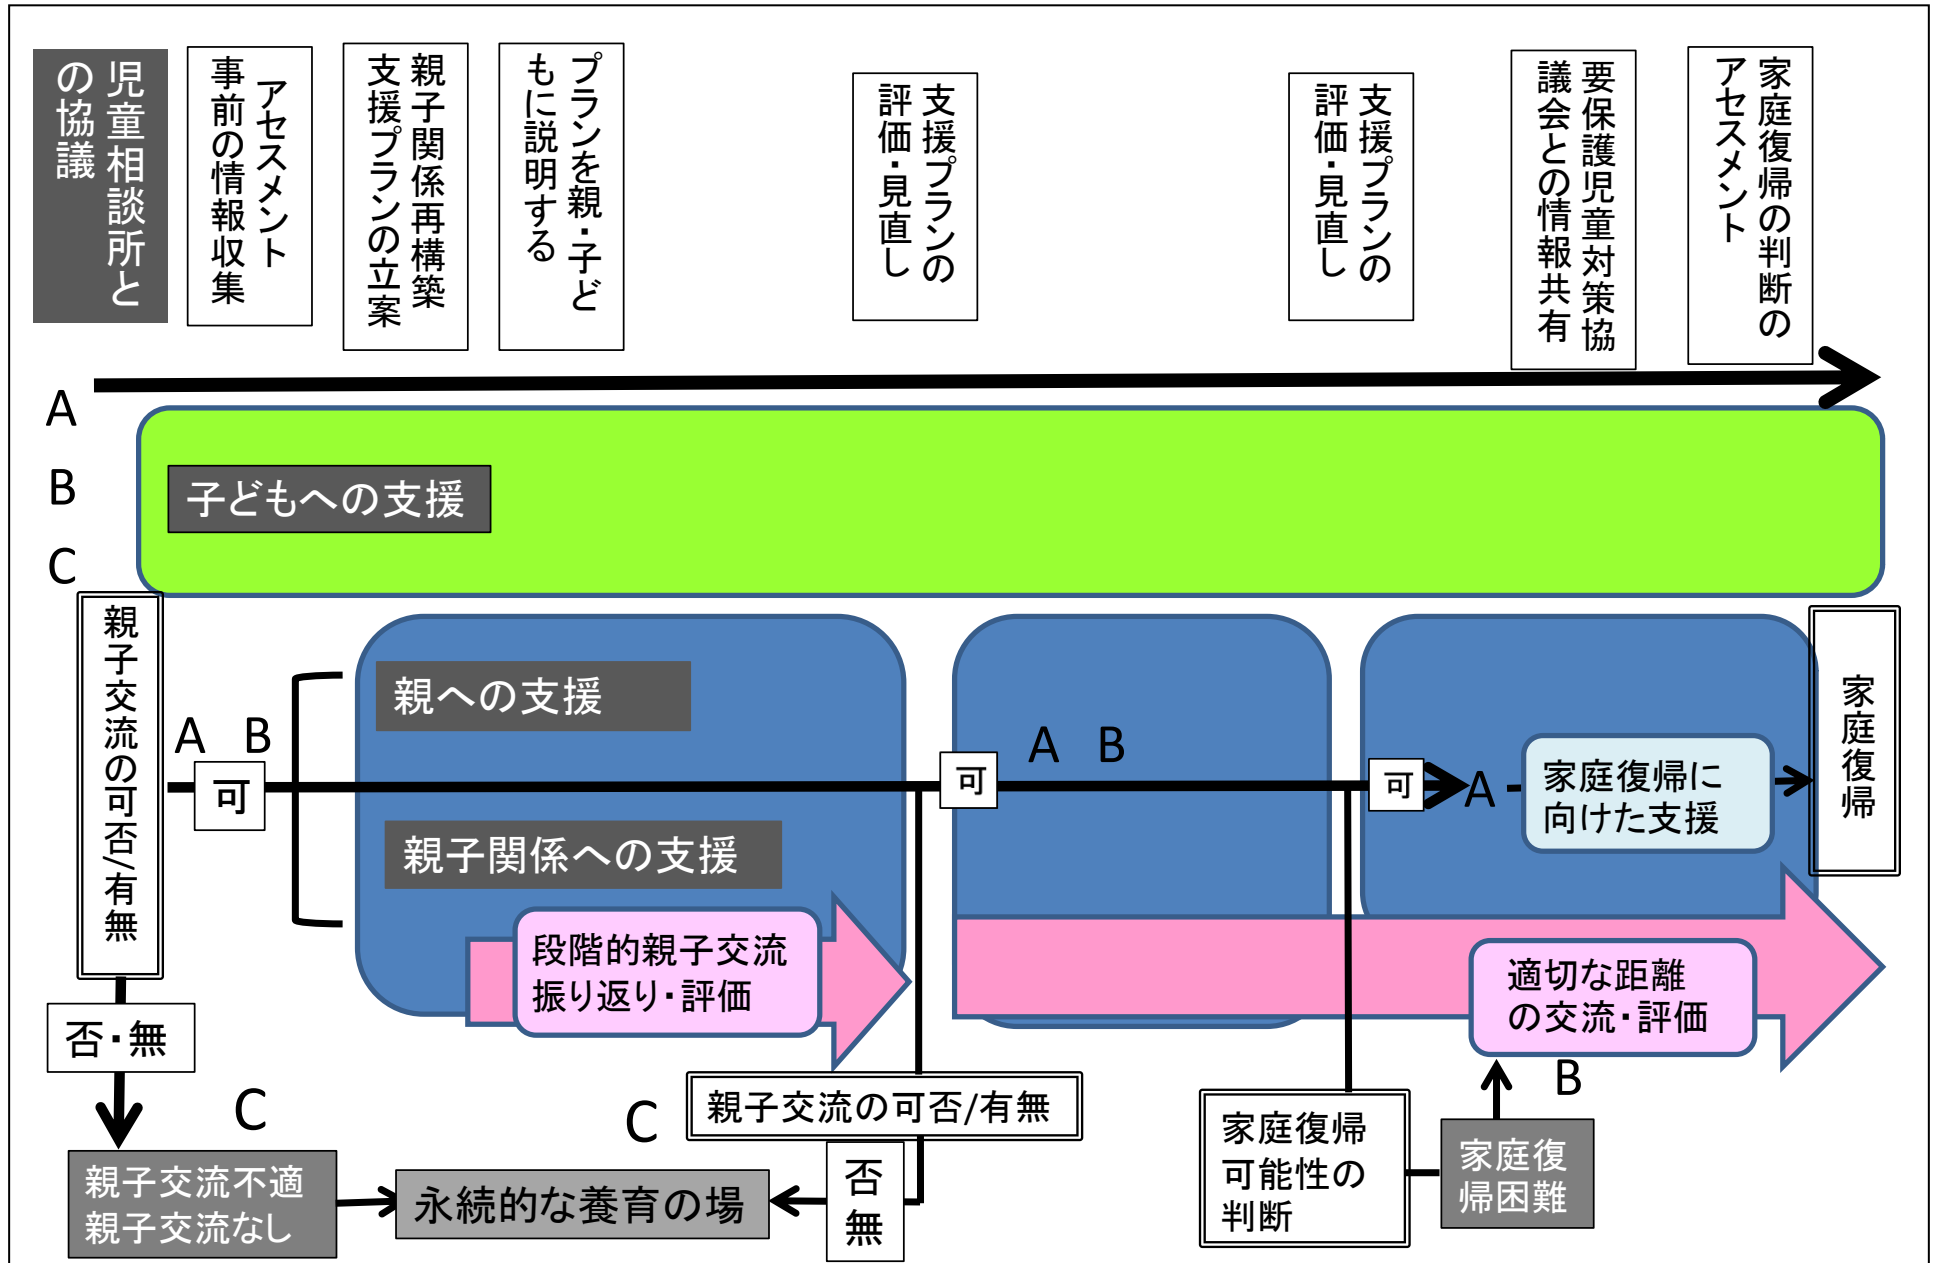 児童相談所と
の協議
アセスメント
事前の情報収集
親子関係再構築
支援プランの立案
プランを親・子ど
もに説明する
支援プランの
評価・見直し
支援プランの
評価・見直し
要保護児童対策協
議会との情報共有
家庭復帰の判断の
アセスメント
A
B
C
子どもへの支援
親子交流の可否/有無
A B
可
親への支援
親子関係への支援
段階的親子交流
振り返り・評価
可
A B
可
A
家庭復帰に
向けた支援
家庭復帰
適切な距離
の交流・評価
B
否・無
C
親子交流不適
親子交流なし
永続的な養育の場
C
親子交流の可否/有無
否
無
家庭復帰
可能性の
判断
家庭復
帰困難